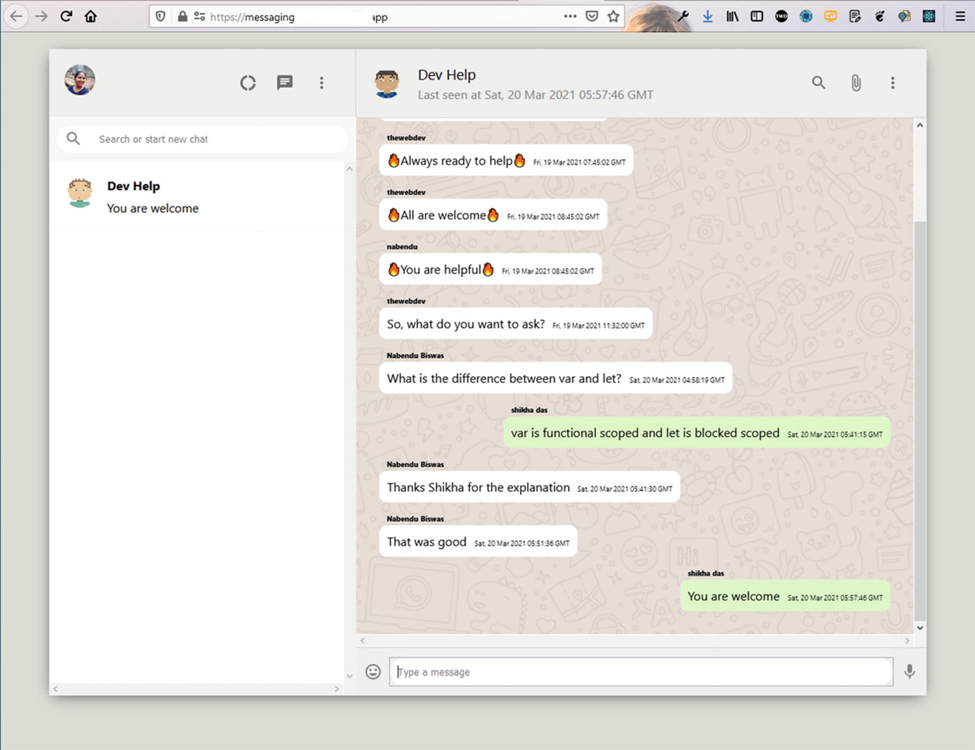 https://messaging app
Dev Help
Last seen at Sat, 20 Mar 2021 05:57:46 GMT
Search or start new chat
Dev Help
You are welcome
thewebdev
🔥Always ready to help🔥 Fri, 19 Mar 2021 07:45:02 GMT
thewebdev
🔥All are welcome🔥 Fri, 19 Mar 2021 08:45:02 GMT
nabendu
🔥You are helpful🔥 Fri, 19 Mar 2021 08:45:02 GMT
thewebdev
So, what do you want to ask? Fri, 19 Mar 2021 11:32:00 GMT
Nabendu Biswas
What is the difference between var and let? Sat, 20 Mar 2021 04:58:19 GMT
shikha das
var is functional scoped and let is blocked scoped Sat, 20 Mar 2021 05:41:15 GMT
Nabendu Biswas
Thanks Shikha for the explanation Sat, 20 Mar 2021 05:41:30 GMT
Nabendu Biswas
That was good Sat, 20 Mar 2021 05:51:36 GMT
shikha das
You are welcome Sat, 20 Mar 2021 05:57:46 GMT
Type a message